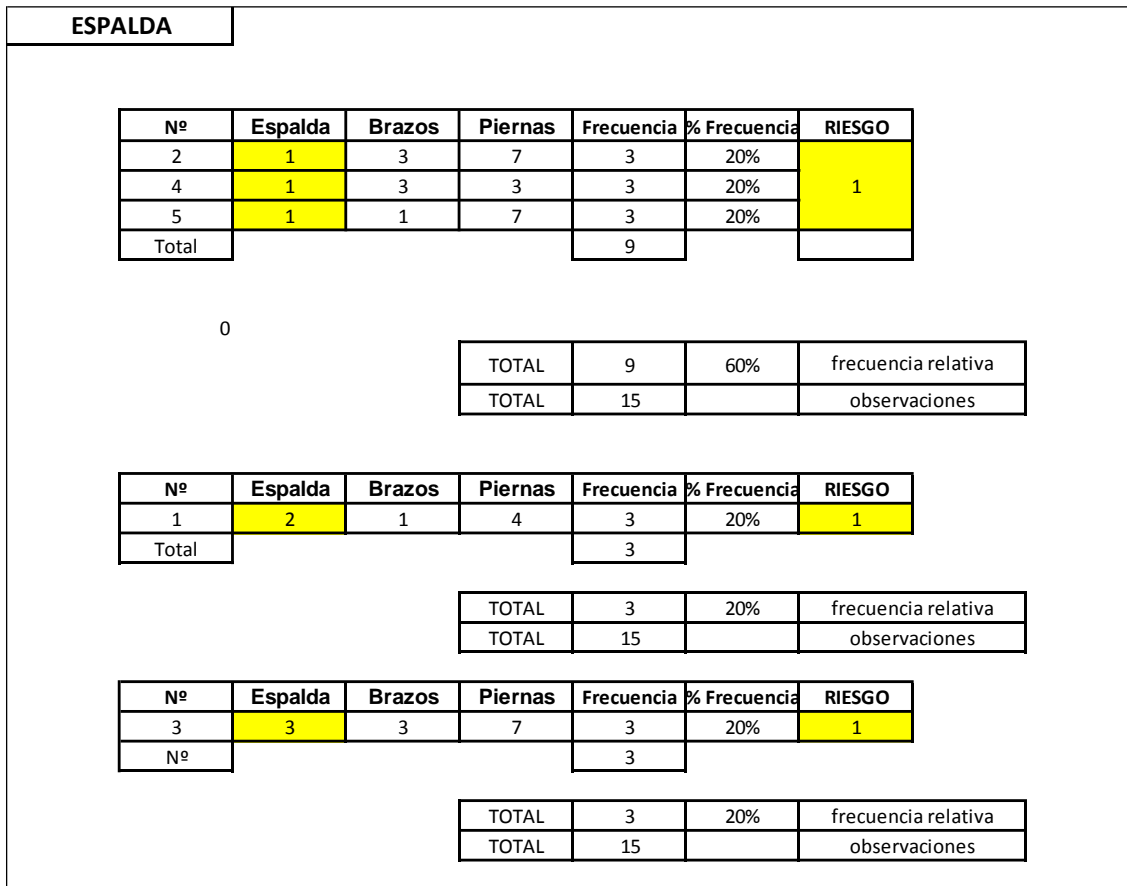 ESPALDA
Nº Espalda Brazos Piernas Frecuencia % Frecuencia RIESGO
2 1 3 7 3 20%
4 1 3 3 3 20% 1
5 1 1 7 3 20%
Total 9
0
TOTAL 9 60% frecuencia relativa
TOTAL 15 observaciones
Nº Espalda Brazos Piernas Frecuencia % Frecuencia RIESGO
1 2 1 4 3 20% 1
Total 3
TOTAL 3 20% frecuencia relativa
TOTAL 15 observaciones
Nº Espalda Brazos Piernas Frecuencia % Frecuencia RIESGO
3 3 3 7 3 20% 1
Nº 3
TOTAL 3 20% frecuencia relativa
TOTAL 15 observaciones